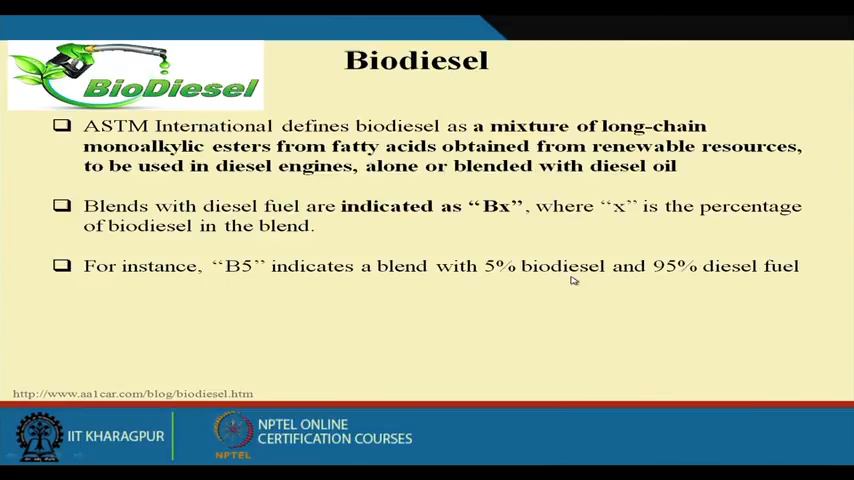 Biodiesel
BioDiesel
ASTM International defines biodiesel as a mixture of long-chain
monoalkylic esters from fatty acids obtained from renewable resources,
to be used in diesel engines, alone or blended with diesel oil
Blends with diesel fuel are indicated as “Bx”, where “x” is the percentage
of biodiesel in the blend.
For instance, “B5” indicates a blend with 5% biodiesel and 95% diesel fuel
http://www.aa1car.com/blog/biodiesel.htm
IIT KHARAGPUR
NPTEL
NPTEL ONLINE
CERTIFICATION COURSES